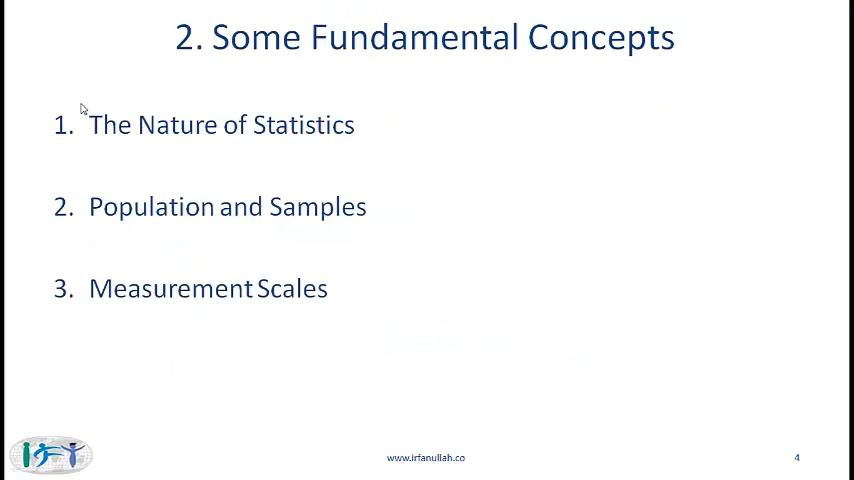 2. Some Fundamental Concepts
1. The Nature of Statistics
2. Population and Samples
3. Measurement Scales
IFT
www.irfanullah.co
4